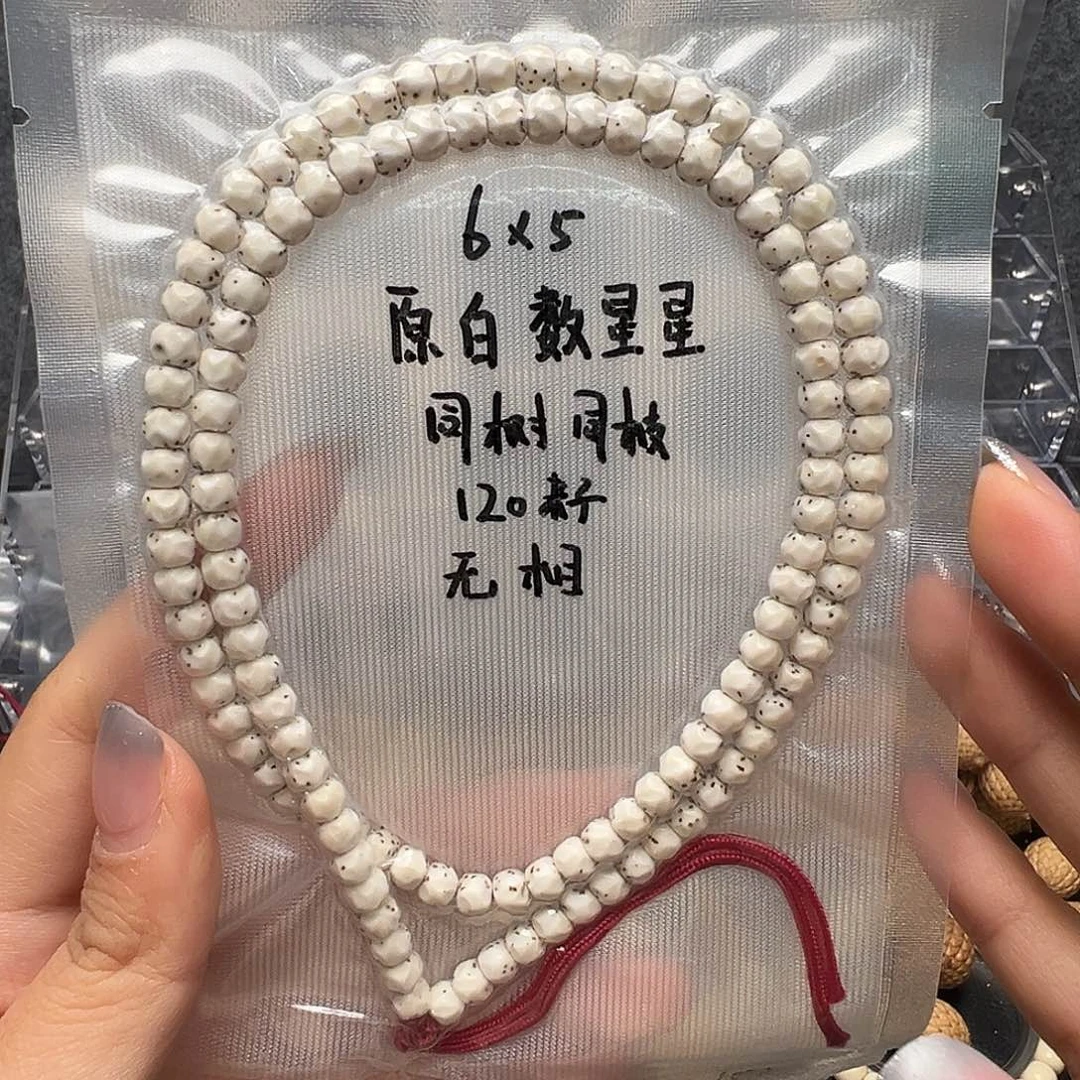 6×5
原白 数星星
同树 同枝
120籽
无相